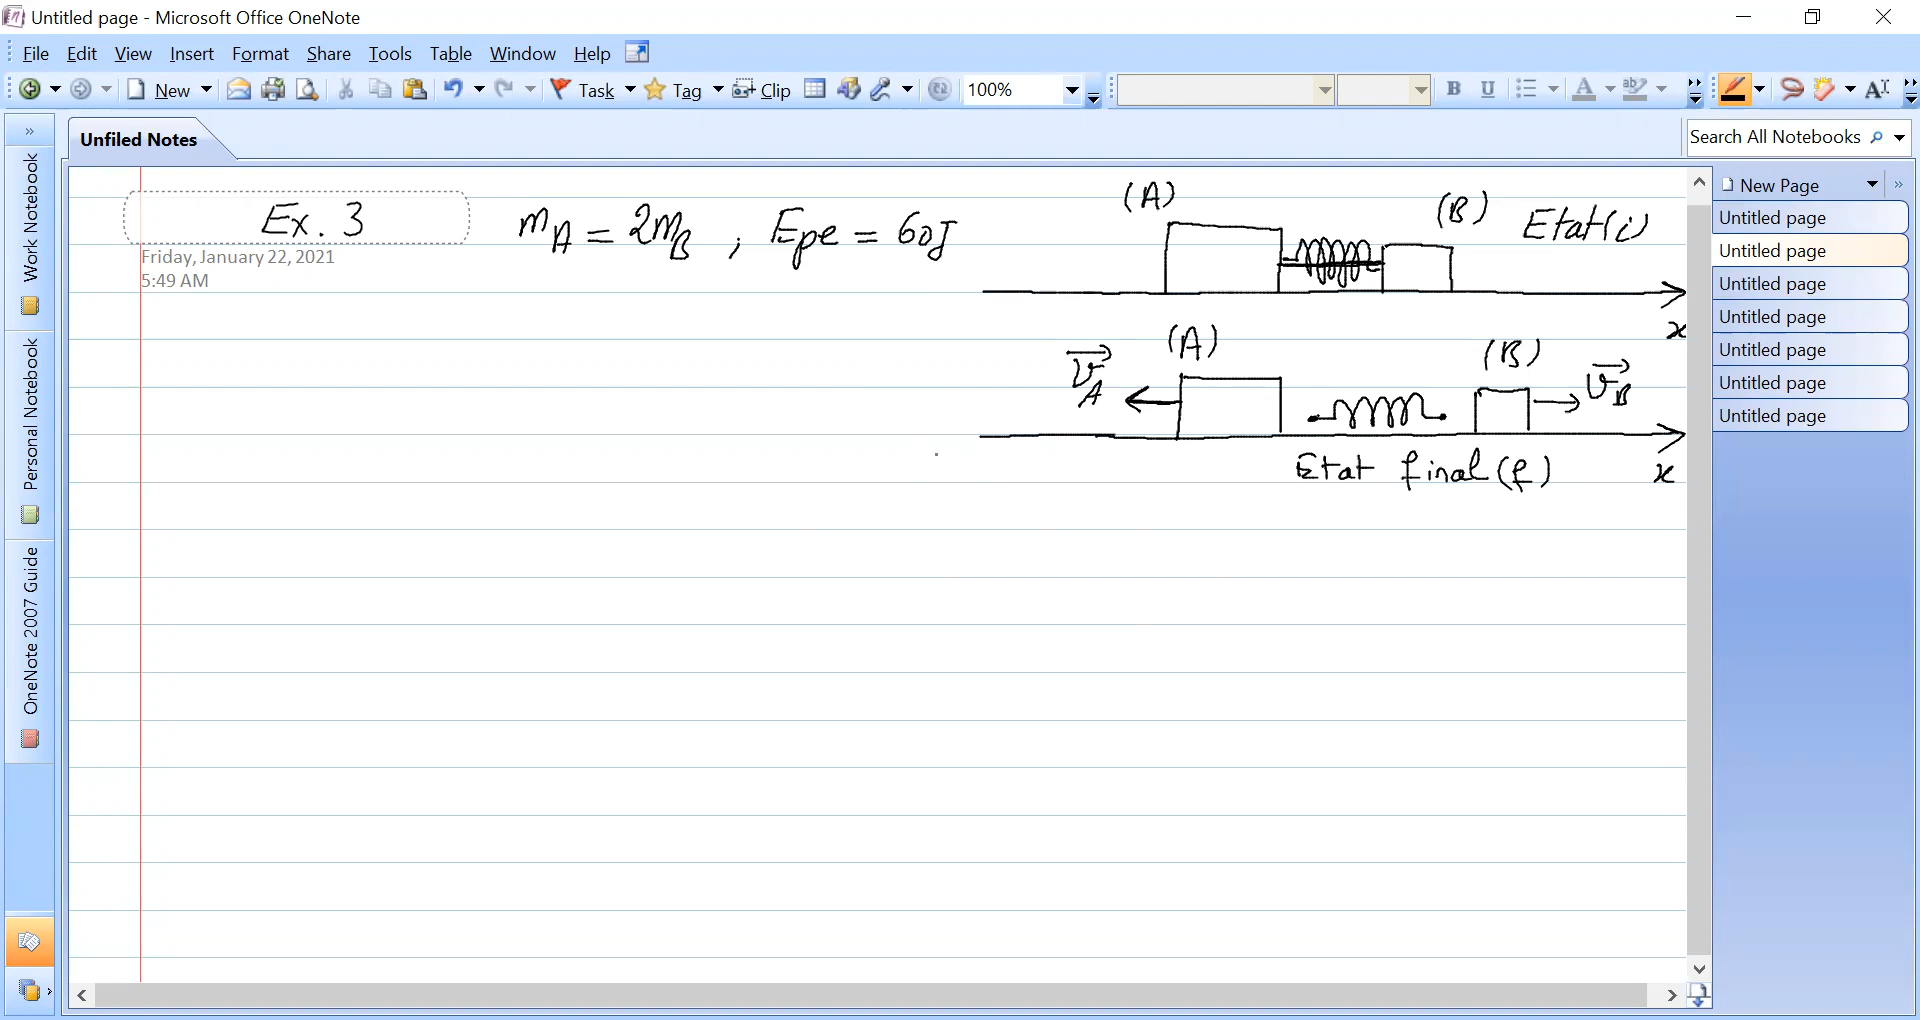 Untitled page - Microsoft Office OneNote
File Edit View Insert Format Share Tools Table Window Help
New Task Tag Clip 100% B U A ab A
Unfiled Notes
Search All Notebooks
New Page
Untitled page
Untitled page
Untitled page
Untitled page
Untitled page
Untitled page
Untitled page
Work Notebook
Personal Notebook
OneNote 2007 Guide
Ex. 3
Friday, January 22, 2021
5:49 AM
mA = 2mB , Epe = 60J
(A) (B) Etat(i)
x
(A) (B)
vA vB
Etat final(f) x